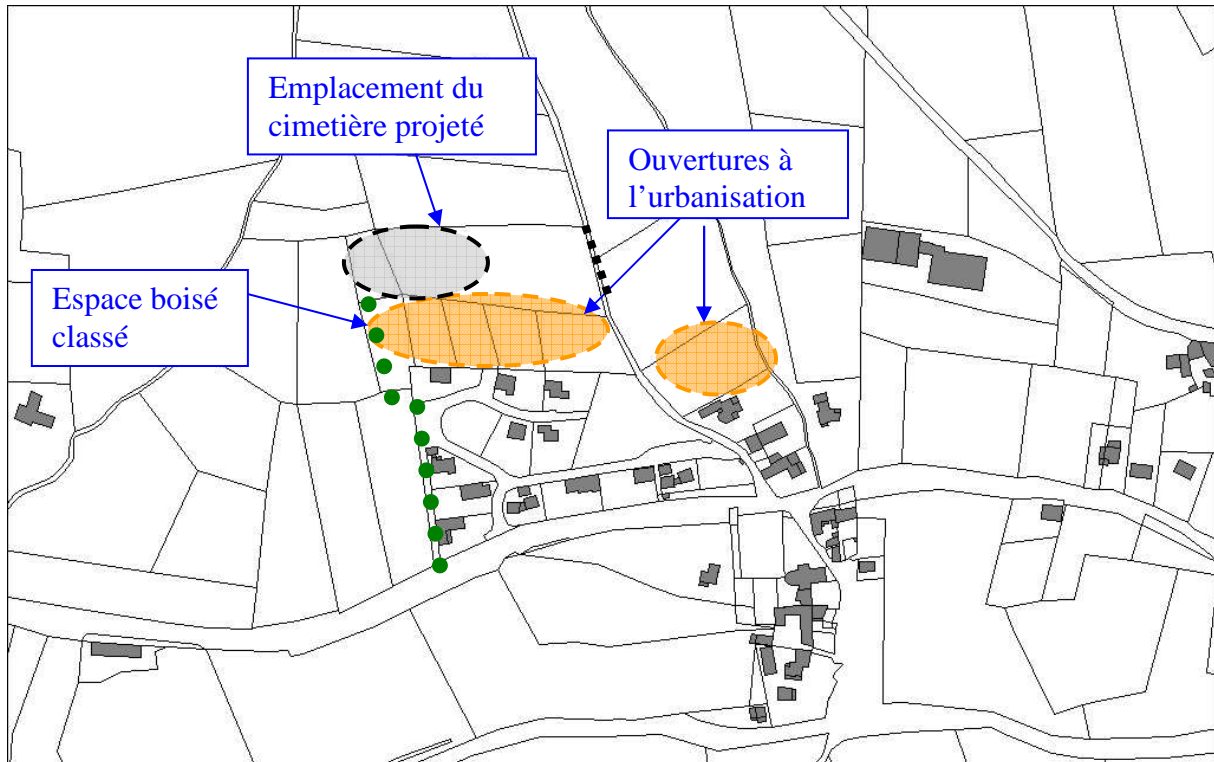 Emplacement du
cimetière projeté
Ouvertures à
l’urbanisation
Espace boisé
classé